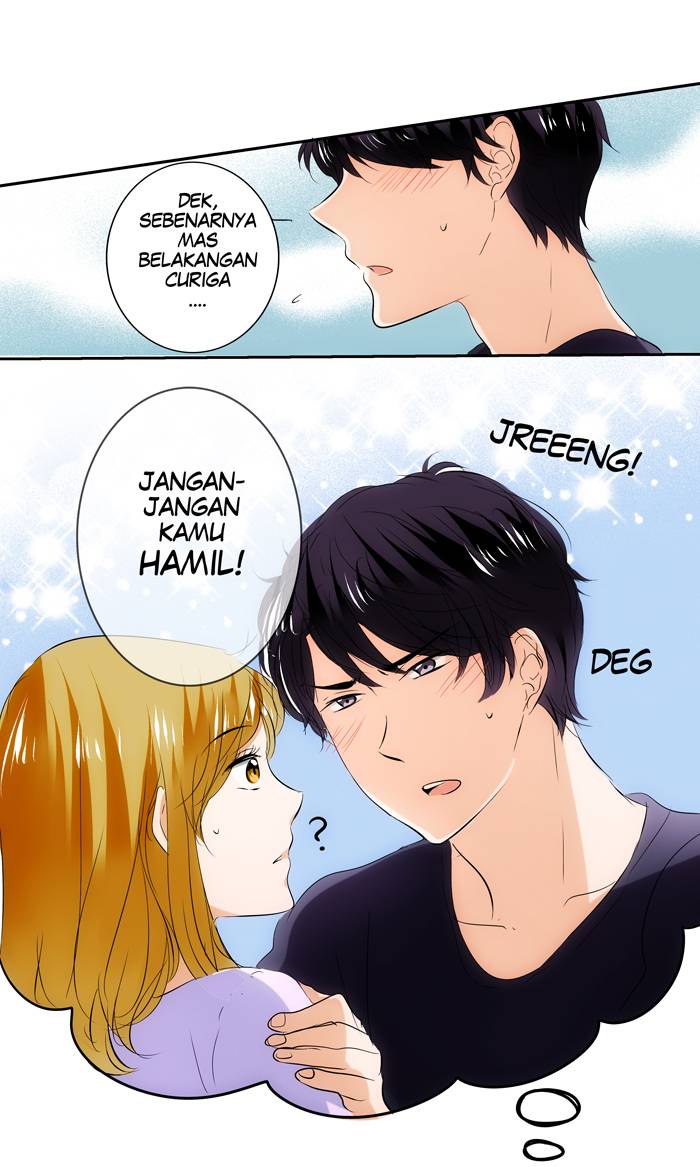 DEK,
SEBENARNYA
MAS
BELAKANGAN
CURIGA
....
JREEENG!
JANGAN-
JANGAN
KAMU
HAMIL!
DEG
?